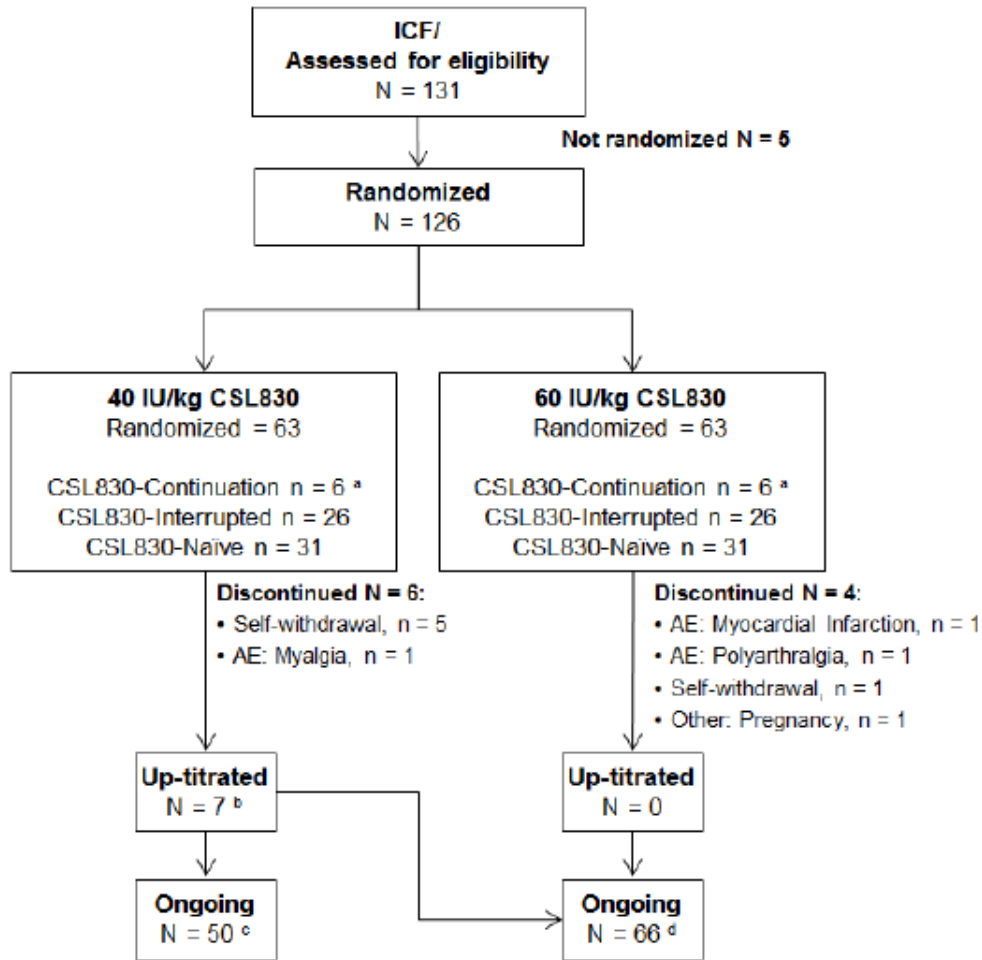 ICF/
Assessed for eligibility
N = 131
Not randomized N = 5
Randomized
N = 126
40 IU/kg CSL830
Randomized = 63
CSL830-Continuation n = 6 ª
CSL830-Interrupted n = 26
CSL830-Naïve n = 31
60 IU/kg CSL830
Randomized = 63
CSL830-Continuation n = 6 ª
CSL830-Interrupted n = 26
CSL830-Naïve n = 31
Discontinued N = 6:
• Self-withdrawal, n = 5
• AE: Myalgia, n = 1
Discontinued N = 4:
• AE: Myocardial Infarction, n = 1
• AE: Polyarthralgia, n = 1
• Self-withdrawal, n = 1
• Other: Pregnancy, n = 1
Up-titrated
N = 7 ᵇ
Up-titrated
N = 0
Ongoing
N = 50 ᶜ
Ongoing
N = 66 ᵈ